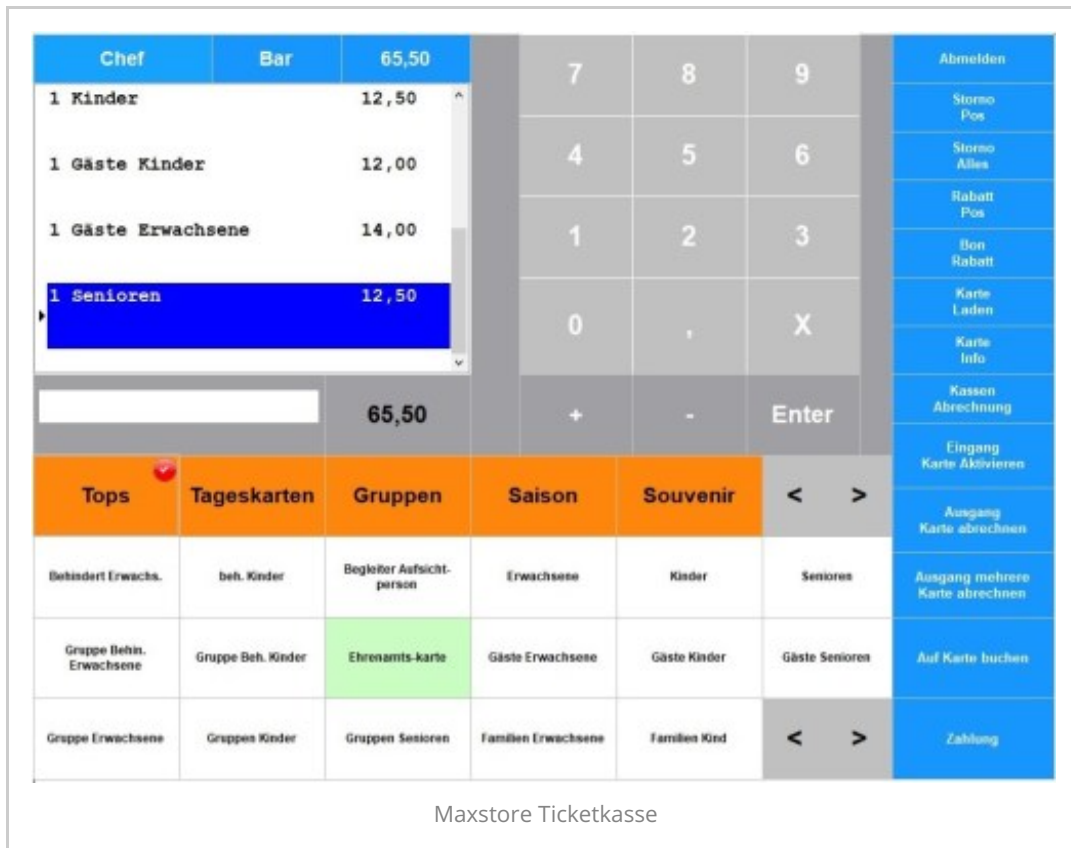 Chef Bar 65,50
1 Kinder 12,50
1 Gäste Kinder 12,00
1 Gäste Erwachsene 14,00
1 Senioren 12,50
65,50
7 8 9
4 5 6
1 2 3
0 , X
+ - Enter
Abmelden
Storno
Pos
Storno
Alles
Rabatt
Pos
Bon
Rabatt
Karte
Laden
Karte
Info
Kassen
Abrechnung
Eingang
Karte Aktivieren
Ausgang
Karte abrechnen
Ausgang mehrere
Karte abrechnen
Auf Karte buchen
Zahlung
Tops Tageskarten Gruppen Saison Souvenir < >
Behindert Erwachs.
beh. Kinder
Begleiter Aufsicht-
person
Erwachsene
Kinder
Senioren
Gruppe Behin.
Erwachsene
Gruppe Beh. Kinder
Ehrenamts-karte
Gäste Erwachsene
Gäste Kinder
Gäste Senioren
Gruppe Erwachsene
Gruppen Kinder
Gruppen Senioren
Familien Erwachsene
Familien Kind
< >
Maxstore Ticketkasse